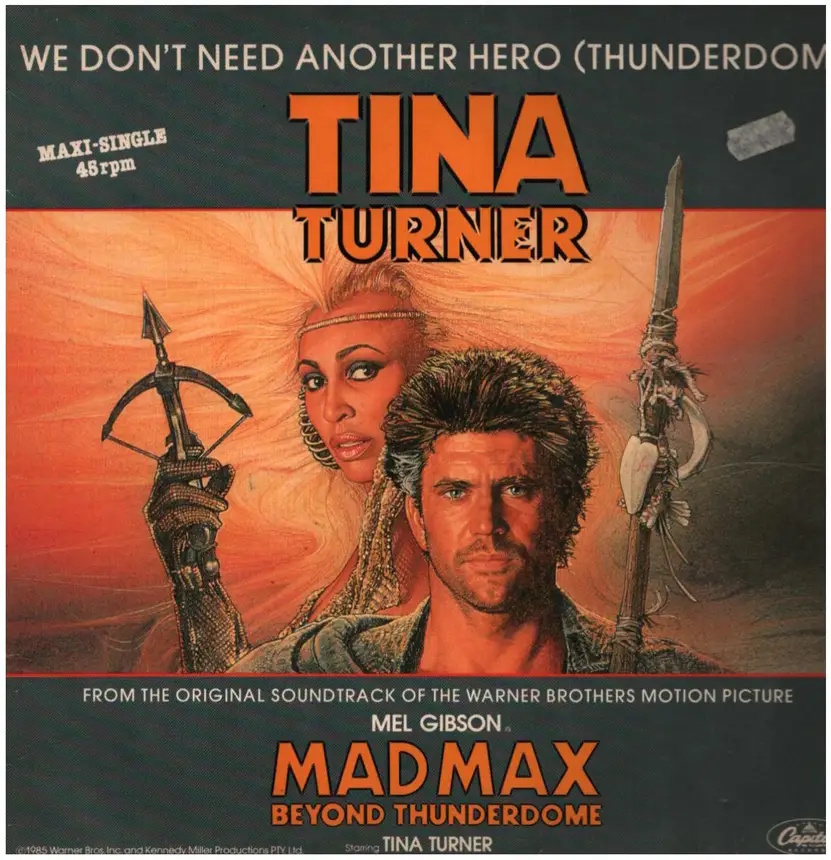 WE DON'T NEED ANOTHER HERO (THUNDERDOM
TINA
TURNER
MAXI-SINGLE
45rpm
FROM THE ORIGINAL SOUNDTRACK OF THE WARNER BROTHERS MOTION PICTURE
MEL GIBSON
MAD MAX
BEYOND THUNDERDOME
Starring TINA TURNER
©1985 Warner Bros. Inc. and Kennedy Miller Productions PTY. Ltd.
Capito